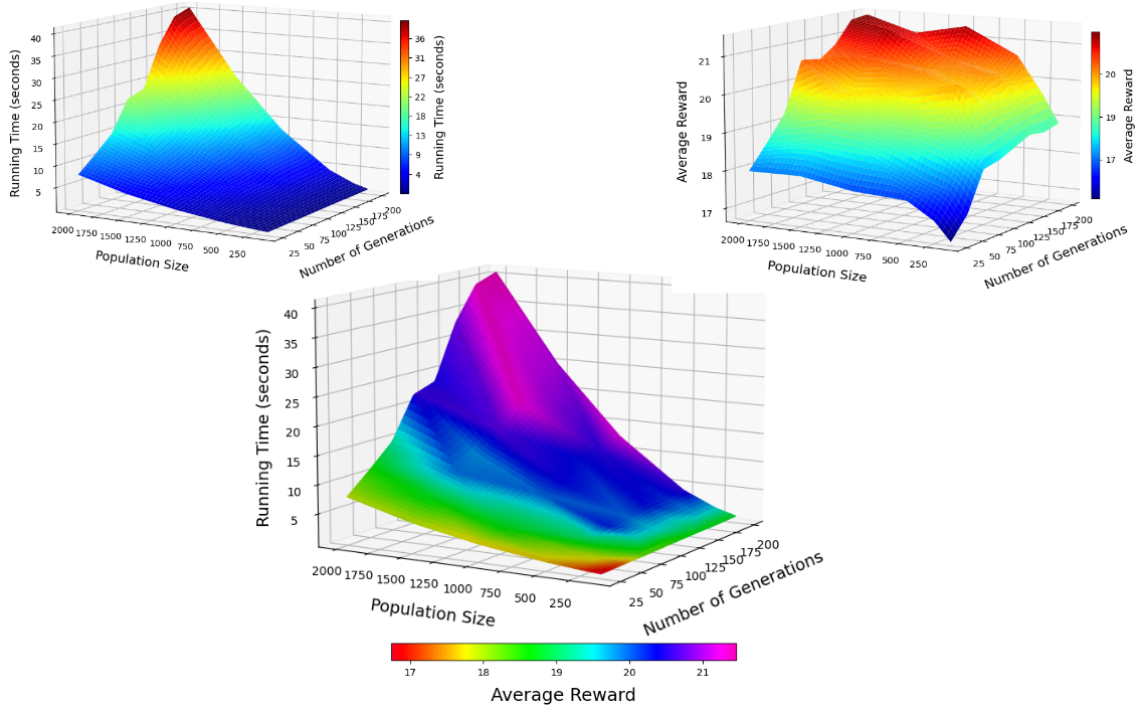 40
35
30
25
20
15
10
5
Running Time (seconds)
2000 1750 1500 1250 1000 750 500 250
Population Size
25 50 75 100 125 150 175 200
Number of Generations
36
31
27
22
18
13
9
4
Running Time (seconds)
21
20
19
18
17
Average Reward
2000 1750 1500 1250 1000 750 500 250
Population Size
25 50 75 100 125 150 175 200
Number of Generations
20
19
17
Average Reward
40
35
30
25
20
15
10
5
Running Time (seconds)
2000 1750 1500 1250 1000 750 500 250
Population Size
25 50 75 100 125 150 175 200
Number of Generations
17 18 19 20 21
Average Reward